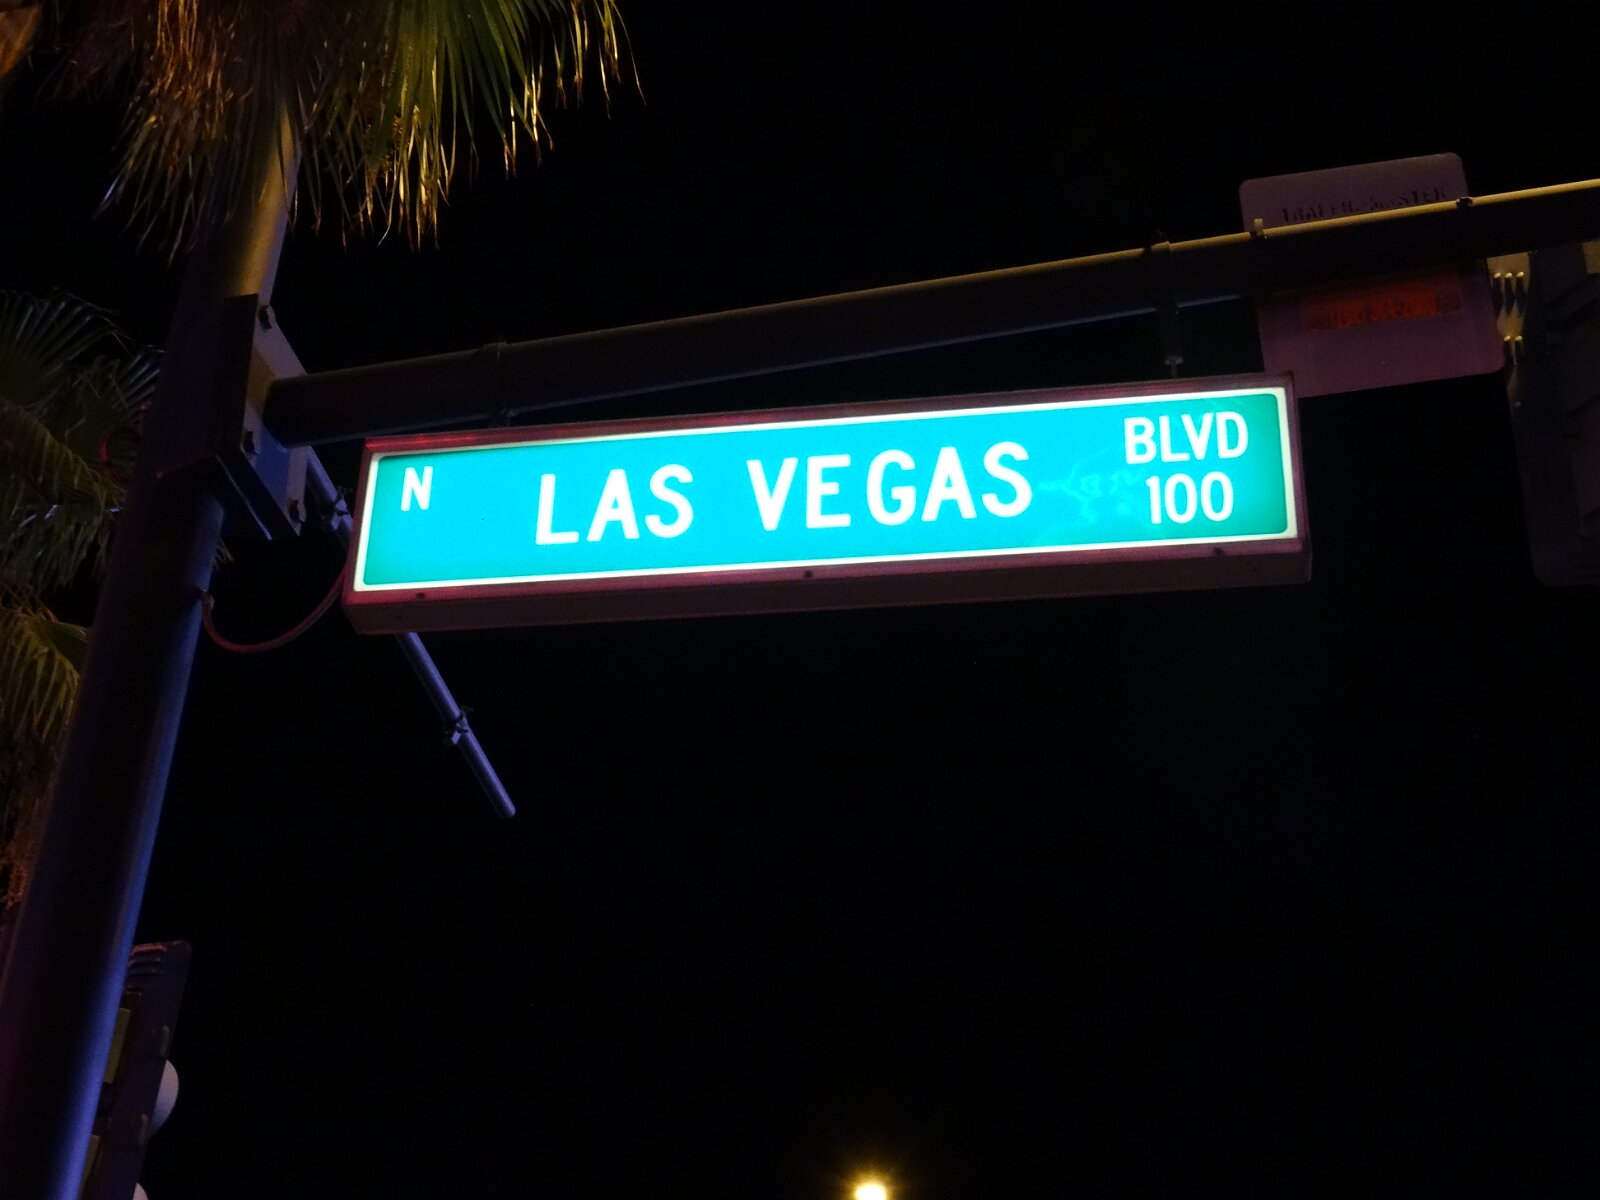 N LAS VEGAS BLVD
100